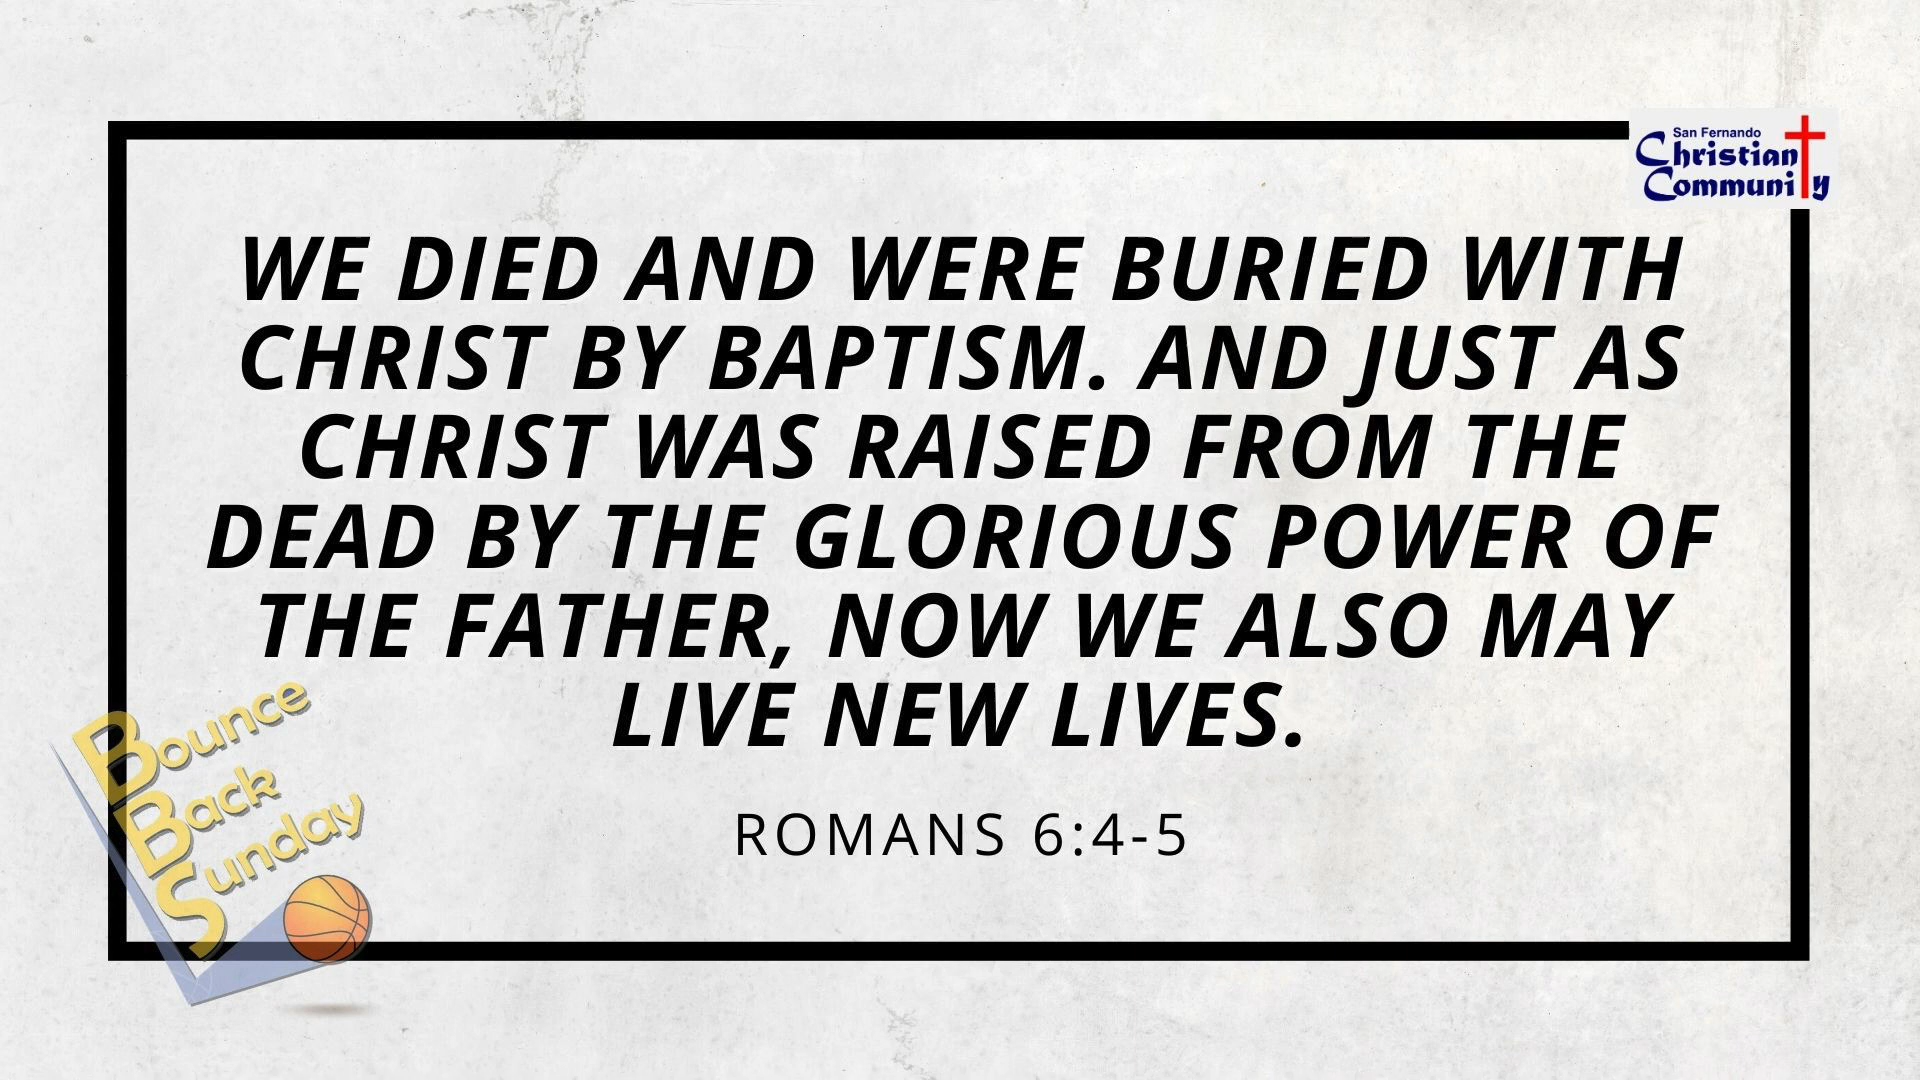 San Fernando
Christian
Community
WE DIED AND WERE BURIED WITH
CHRIST BY BAPTISM. AND JUST AS
CHRIST WAS RAISED FROM THE
DEAD BY THE GLORIOUS POWER OF
THE FATHER, NOW WE ALSO MAY
LIVE NEW LIVES.
ROMANS 6:4-5
Bounce
Back
Sunday